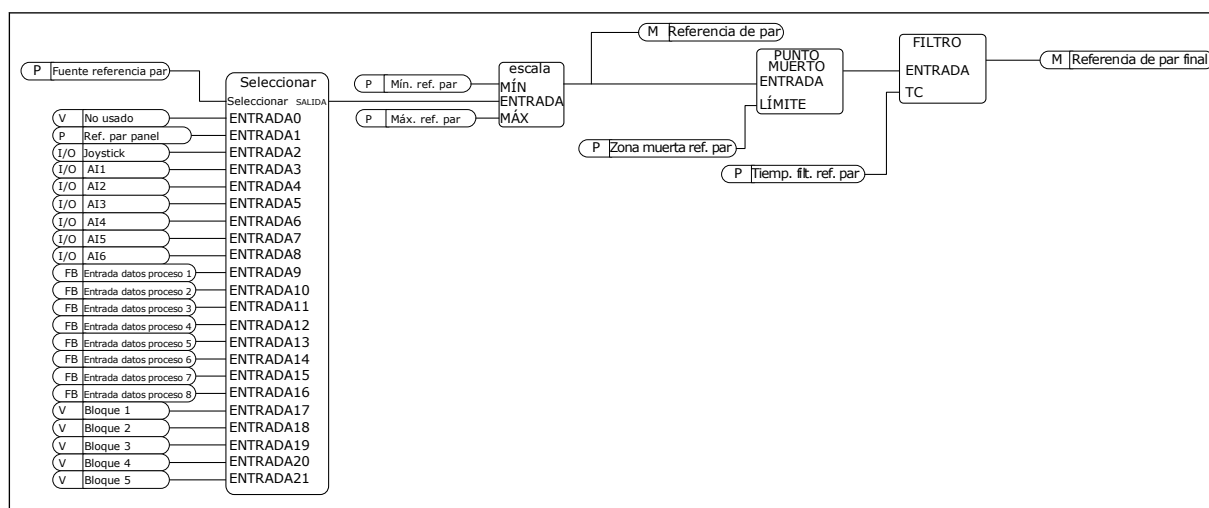 M Referencia de par
FILTRO
ENTRADA
TC
M Referencia de par final
PUNTO
MUERTO
ENTRADA
LÍMITE
P Fuente referencia par
Seleccionar
Seleccionar SALIDA
P Mín. ref. par
P Máx. ref. par
escala
MÍN
ENTRADA
MÁX
P Zona muerta ref. par
P Tiemp. filt. ref. par
V No usado ENTRADA0
P Ref. par panel ENTRADA1
I/O Joystick ENTRADA2
I/O AI1 ENTRADA3
I/O AI2 ENTRADA4
I/O AI3 ENTRADA5
I/O AI4 ENTRADA6
I/O AI5 ENTRADA7
I/O AI6 ENTRADA8
FB Entrada datos proceso 1 ENTRADA9
FB Entrada datos proceso 2 ENTRADA10
FB Entrada datos proceso 3 ENTRADA11
FB Entrada datos proceso 4 ENTRADA12
FB Entrada datos proceso 5 ENTRADA13
FB Entrada datos proceso 6 ENTRADA14
FB Entrada datos proceso 7 ENTRADA15
FB Entrada datos proceso 8 ENTRADA16
V Bloque 1 ENTRADA17
V Bloque 2 ENTRADA18
V Bloque 3 ENTRADA19
V Bloque 4 ENTRADA20
V Bloque 5 ENTRADA21